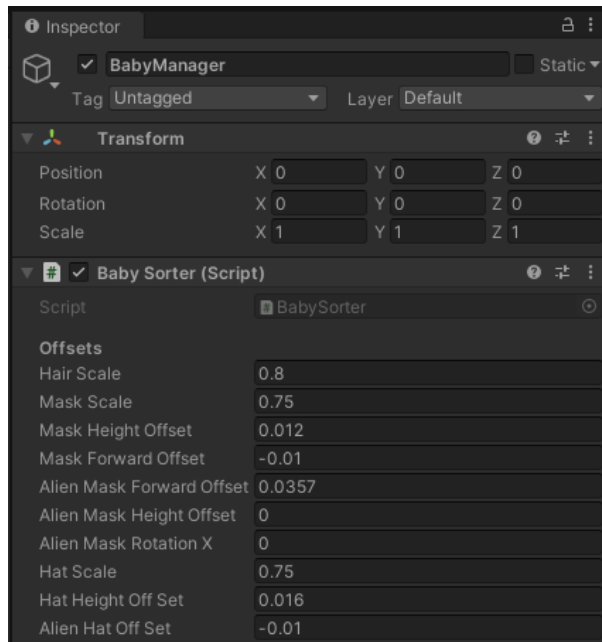 Inspector
BabyManager Static
Tag Untagged Layer Default
Transform
Position X 0 Y 0 Z 0
Rotation X 0 Y 0 Z 0
Scale X 1 Y 1 Z 1
# Baby Sorter (Script)
Script # BabySorter
Offsets
Hair Scale 0.8
Mask Scale 0.75
Mask Height Offset 0.012
Mask Forward Offset -0.01
Alien Mask Forward Offset 0.0357
Alien Mask Height Offset 0
Alien Mask Rotation X 0
Hat Scale 0.75
Hat Height Off Set 0.016
Alien Hat Off Set -0.01